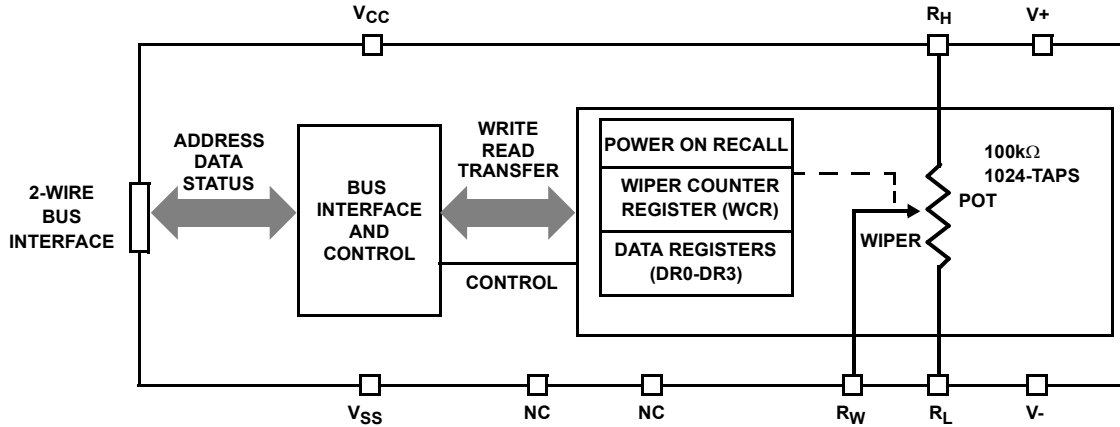 VCC
RH
V+
ADDRESS
DATA
STATUS
WRITE
READ
TRANSFER
2-WIRE
BUS
INTERFACE
BUS
INTERFACE
AND
CONTROL
CONTROL
POWER ON RECALL
WIPER COUNTER
REGISTER (WCR)
DATA REGISTERS
(DR0-DR3)
100kΩ
1024-TAPS
POT
WIPER
VSS
NC
NC
RW
RL
V-